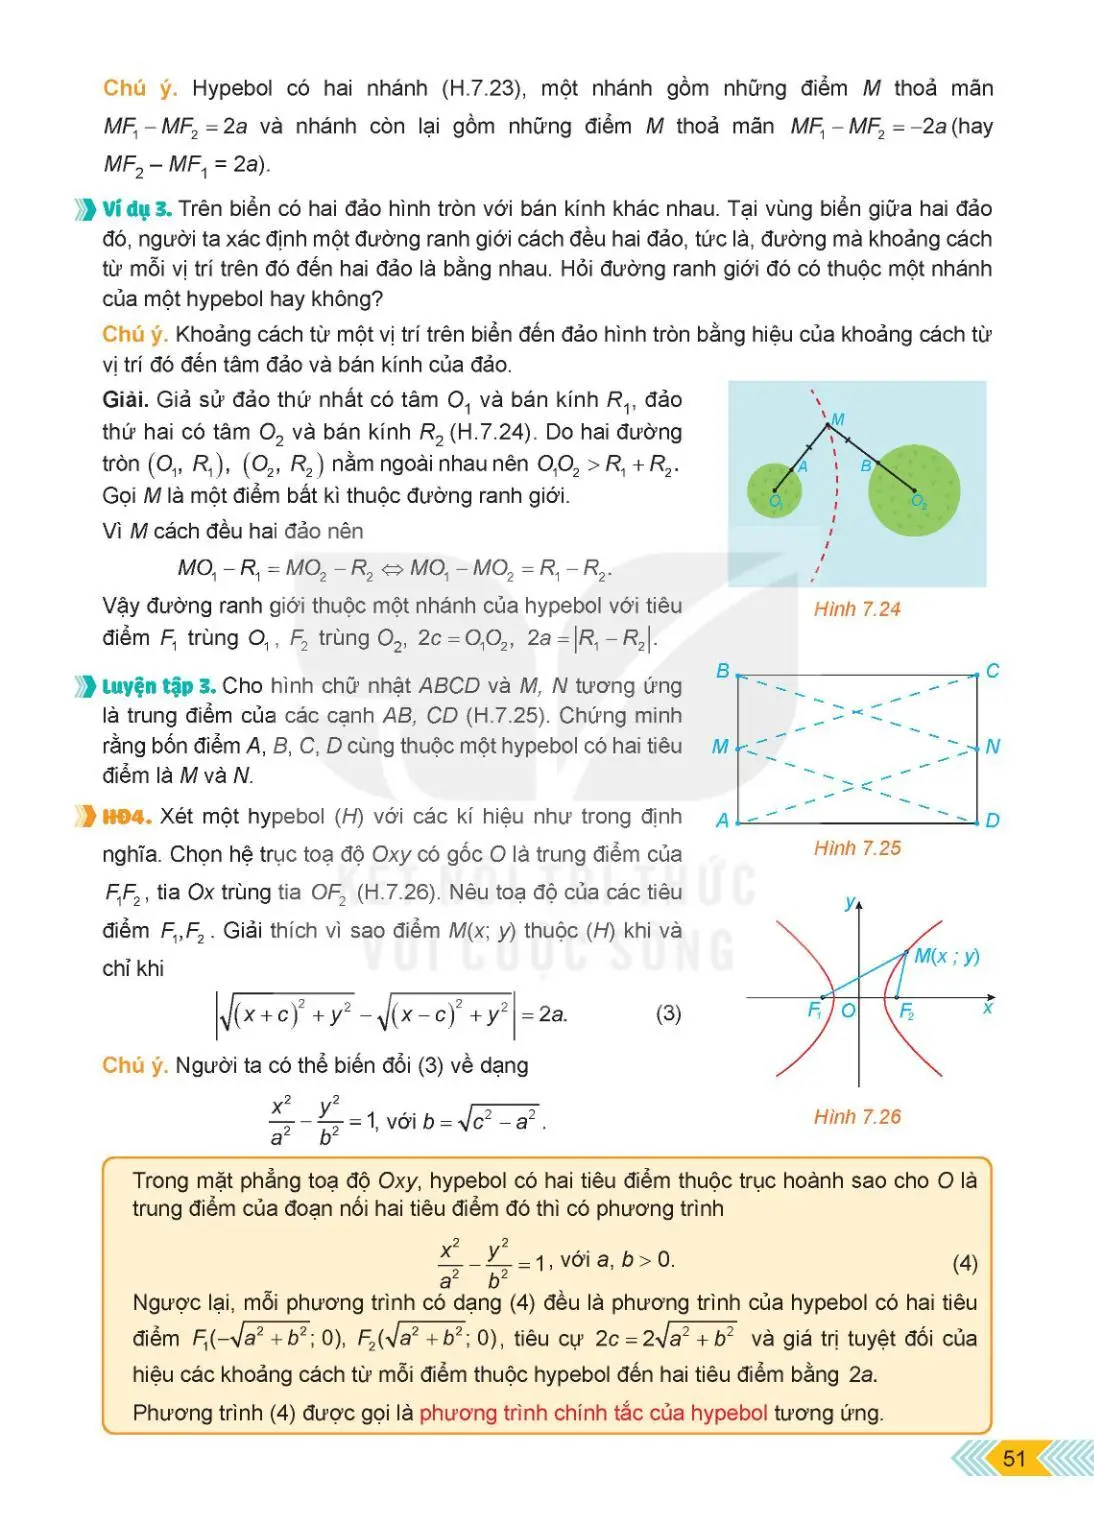 Chú ý. Hypebol có hai nhánh (H.7.23), một nhánh gồm những điểm M thoả mãn
MF₁ – MF₂ = 2a và nhánh còn lại gồm những điểm M thoả mãn MF₁ – MF₂ = –2a (hay
MF₂ – MF₁ = 2a).
Ví dụ 3. Trên biển có hai đảo hình tròn với bán kính khác nhau. Tại vùng biển giữa hai đảo
đó, người ta xác định một đường ranh giới cách đều hai đảo, tức là, đường mà khoảng cách
từ mỗi vị trí trên đó đến hai đảo là bằng nhau. Hỏi đường ranh giới đó có thuộc một nhánh
của một hypebol hay không?
Chú ý. Khoảng cách từ một vị trí trên biển đến đảo hình tròn bằng hiệu của khoảng cách từ
vị trí đó đến tâm đảo và bán kính của đảo.
Giải. Giả sử đảo thứ nhất có tâm O₁ và bán kính R₁, đảo
thứ hai có tâm O₂ và bán kính R₂ (H.7.24). Do hai đường
tròn (O₁, R₁), (O₂, R₂) nằm ngoài nhau nên O₁O₂ > R₁ + R₂.
Gọi M là một điểm bất kì thuộc đường ranh giới.
Vì M cách đều hai đảo nên
MO₁ – R₁ = MO₂ – R₂ ⇔ MO₁ – MO₂ = R₁ – R₂.
Vậy đường ranh giới thuộc một nhánh của hypebol với tiêu
điểm F₁ trùng O₁, F₂ trùng O₂, 2c = O₁O₂, 2a = |R₁ – R₂|.
M
A
B
O₁
O₂
Hình 7.24
Luyện tập 3. Cho hình chữ nhật ABCD và M, N tương ứng
là trung điểm của các cạnh AB, CD (H.7.25). Chứng minh
rằng bốn điểm A, B, C, D cùng thuộc một hypebol có hai tiêu
điểm là M và N.
B
C
M
N
A
D
Hình 7.25
HĐ4. Xét một hypebol (H) với các kí hiệu như trong định
nghĩa. Chọn hệ trục toạ độ Oxy có gốc O là trung điểm của
F₁F₂, tia Ox trùng tia OF₂ (H.7.26). Nêu toạ độ của các tiêu
điểm F₁,F₂. Giải thích vì sao điểm M(x; y) thuộc (H) khi và
chỉ khi
|√((x + c)² + y²) – √((x – c)² + y²)| = 2a. (3)
Chú ý. Người ta có thể biến đổi (3) về dạng
x²/a² – y²/b² = 1, với b = √(c² – a²).
y
M(x ; y)
F₁
O
F₂
x
Hình 7.26
KẾT NỐI TRI THỨC
VỚI CUỘC SỐNG
Trong mặt phẳng toạ độ Oxy, hypebol có hai tiêu điểm thuộc trục hoành sao cho O là
trung điểm của đoạn nối hai tiêu điểm đó thì có phương trình
x²/a² – y²/b² = 1, với a, b > 0. (4)
Ngược lại, mỗi phương trình có dạng (4) đều là phương trình của hypebol có hai tiêu
điểm F₁(–√(a² + b²); 0), F₂(√(a² + b²); 0), tiêu cự 2c = 2√(a² + b²) và giá trị tuyệt đối của
hiệu các khoảng cách từ mỗi điểm thuộc hypebol đến hai tiêu điểm bằng 2a.
Phương trình (4) được gọi là phương trình chính tắc của hypebol tương ứng.
51